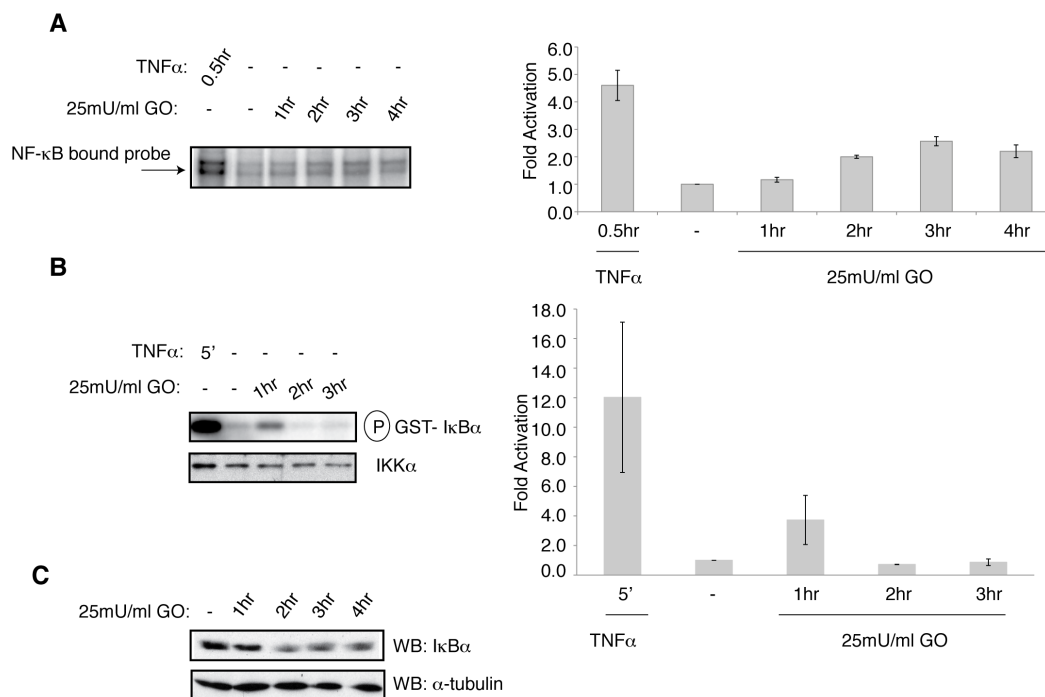 A
TNFα: 0.5hr - - - - -
25mU/ml GO: - - 1hr 2hr 3hr 4hr
NF-κB bound probe
Fold Activation
6.0
5.0
4.0
3.0
2.0
1.0
0.0
0.5hr - 1hr 2hr 3hr 4hr
TNFα 25mU/ml GO
B
TNFα: 5’ - - - -
25mU/ml GO: - - 1hr 2hr 3hr
P GST- IκBα
IKKα
Fold Activation
18.0
16.0
14.0
12.0
10.0
8.0
6.0
4.0
2.0
0.0
5’ - 1hr 2hr 3hr
TNFα 25mU/ml GO
C
25mU/ml GO: - 1hr 2hr 3hr 4hr
WB: IκBα
WB: α-tubulin